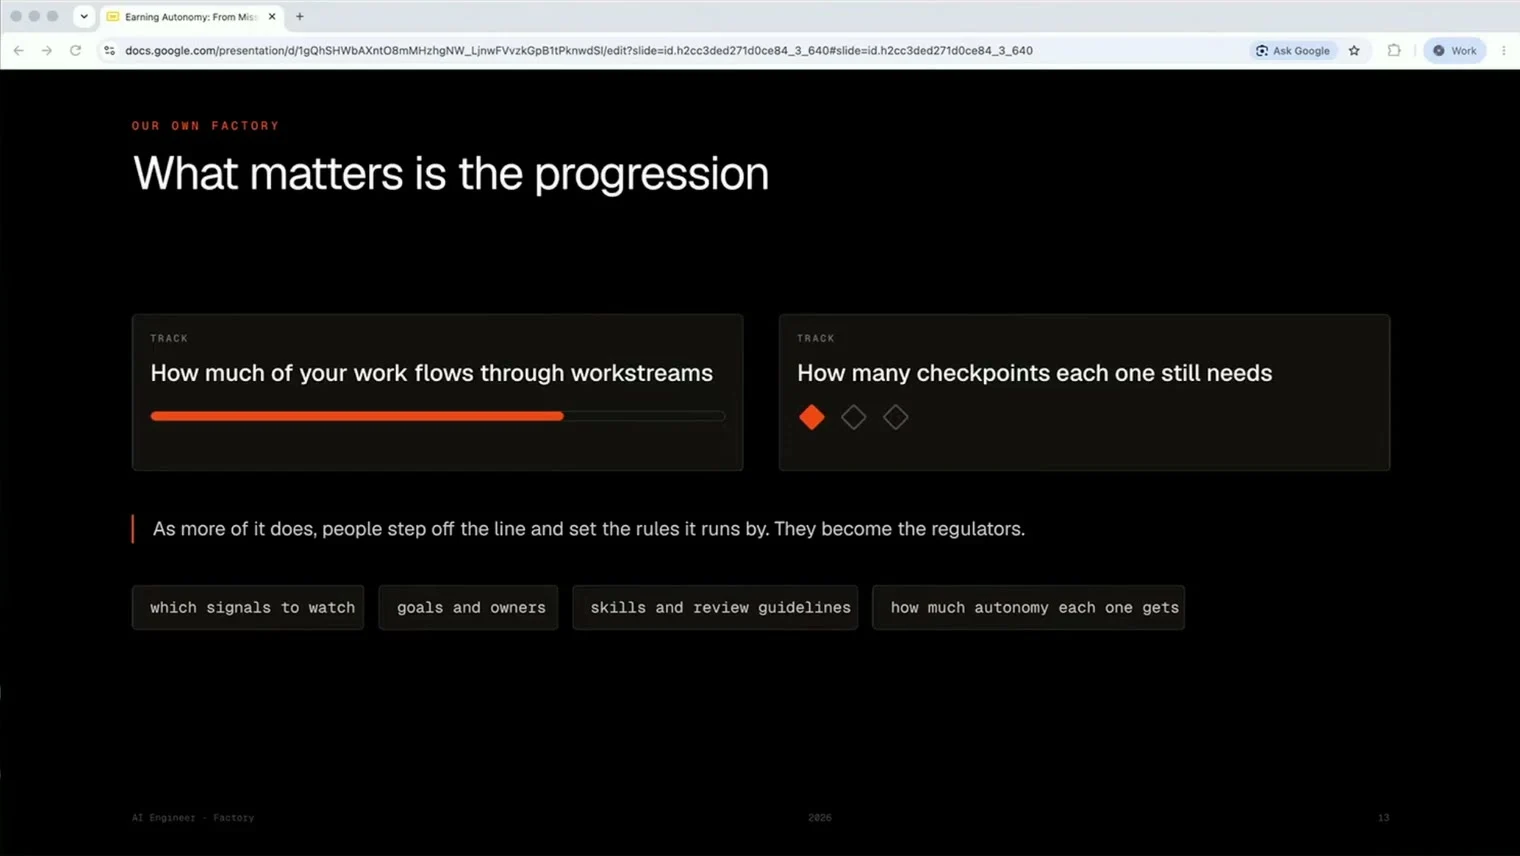 Earning Autonomy: From Miss
docs.google.com/presentation/d/1gQhSHWbAXntO8mMHzhgNW_LjnwFVvzkGpB1tPknwdSI/edit?slide=id.h2cc3ded271d0ce84_3_640#slide=id.h2cc3ded271d0ce84_3_640
Ask Google
Work
OUR OWN FACTORY
What matters is the progression
TRACK
How much of your work flows through workstreams
TRACK
How many checkpoints each one still needs
As more of it does, people step off the line and set the rules it runs by. They become the regulators.
which signals to watch
goals and owners
skills and review guidelines
how much autonomy each one gets
AI Engineer - Factory
2026
13